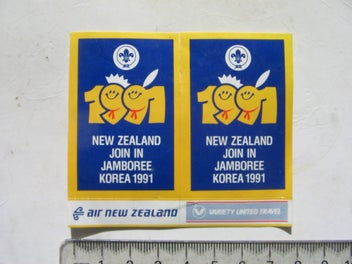 1991
NEW ZEALAND
JOIN IN
JAMBOREE
KOREA 1991
1991
NEW ZEALAND
JOIN IN
JAMBOREE
KOREA 1991
AIR NEW ZEALAND
VARIETY UNITED TRAVEL